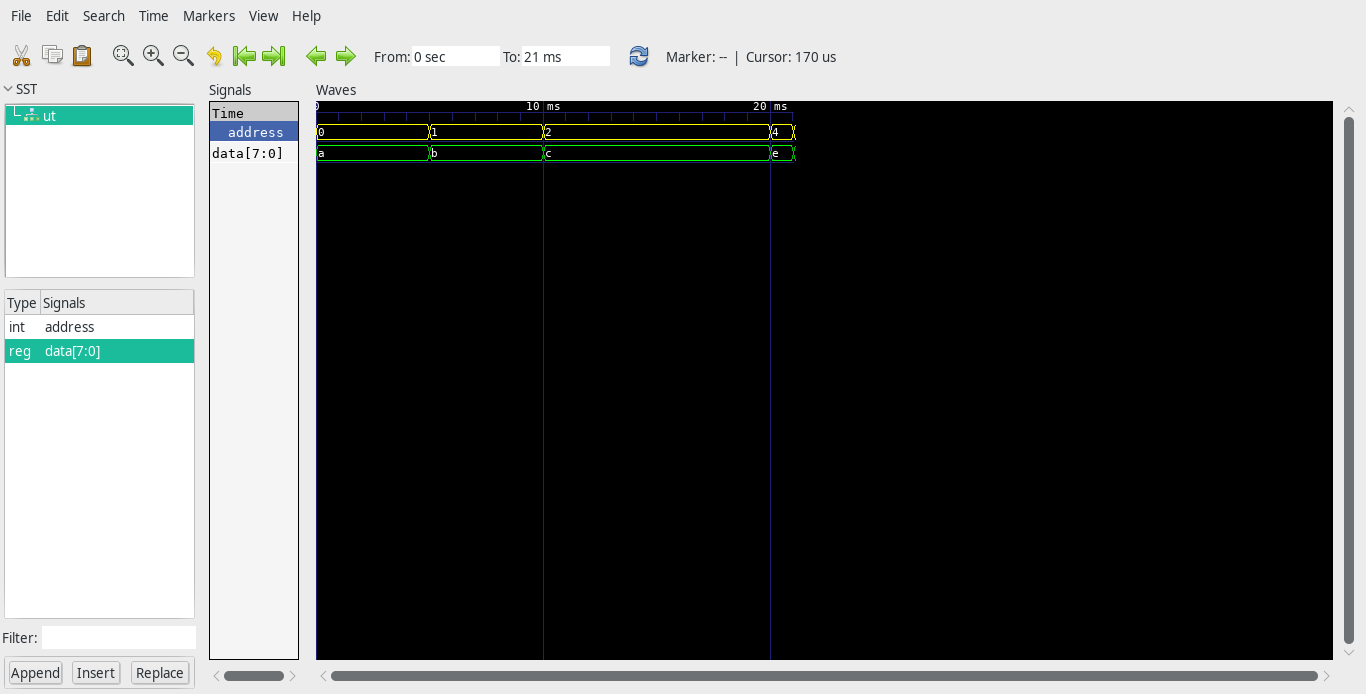 File Edit Search Time Markers View Help
From: 0 sec To: 21 ms Marker: -- | Cursor: 170 us
SST
ut
Type Signals
int address
reg data[7:0]
Filter:
Append Insert Replace
Signals
Time
address
data[7:0]
Waves
0 10 ms 20 ms
0 1 2 4
a b c e